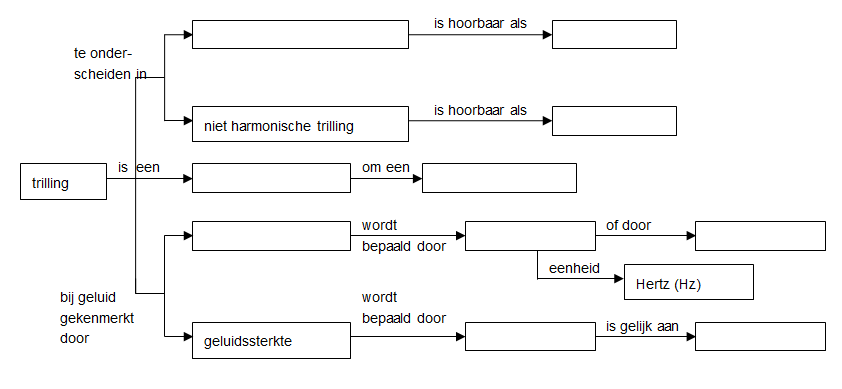 is hoorbaar als
te onder-
scheiden in
is hoorbaar als
niet harmonische trilling
is een
om een
trilling
wordt
bepaald door
of door
eenheid
Hertz (Hz)
bij geluid
gekenmerkt
door
wordt
bepaald door
is gelijk aan
geluidssterkte